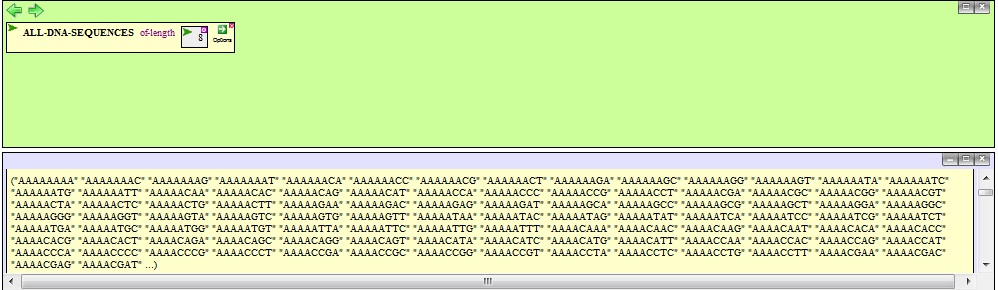 ALL-DNA-SEQUENCES of-length 8 Options
("AAAAAAAA" "AAAAAAAC" "AAAAAAAG" "AAAAAAAT" "AAAAAACA" "AAAAAACC" "AAAAAACG" "AAAAAACT" "AAAAAAGA" "AAAAAAGC" "AAAAAAGG" "AAAAAAGT" "AAAAAATA" "AAAAAATC"
"AAAAAATG" "AAAAAATT" "AAAAACAA" "AAAAACAC" "AAAAACAG" "AAAAACAT" "AAAAACCA" "AAAAACCC" "AAAAACCG" "AAAAACCT" "AAAAACGA" "AAAAACGC" "AAAAACGG" "AAAAACGT"
"AAAAACTA" "AAAAACTC" "AAAAACTG" "AAAAACTT" "AAAAAGAA" "AAAAAGAC" "AAAAAGAG" "AAAAAGAT" "AAAAAGCA" "AAAAAGCC" "AAAAAGCG" "AAAAAGCT" "AAAAAGGA" "AAAAAGGC"
"AAAAAGGG" "AAAAAGGT" "AAAAAGTA" "AAAAAGTC" "AAAAAGTG" "AAAAAGTT" "AAAAATAA" "AAAAATAC" "AAAAATAG" "AAAAATAT" "AAAAATCA" "AAAAATCC" "AAAAATCG" "AAAAATCT"
"AAAAATGA" "AAAAATGC" "AAAAATGG" "AAAAATGT" "AAAAATTA" "AAAAATTC" "AAAAATTG" "AAAAATTT" "AAAACAAA" "AAAACAAC" "AAAACAAG" "AAAACAAT" "AAAACACA" "AAAACACC"
"AAAACACG" "AAAACACT" "AAAACAGA" "AAAACAGC" "AAAACAGG" "AAAACAGT" "AAAACATA" "AAAACATC" "AAAACATG" "AAAACATT" "AAAACCAA" "AAAACCAC" "AAAACCAG" "AAAACCAT"
"AAAACCCA" "AAAACCCC" "AAAACCCG" "AAAACCCT" "AAAACCGA" "AAAACCGC" "AAAACCGG" "AAAACCGT" "AAAACCTA" "AAAACCTC" "AAAACCTG" "AAAACCTT" "AAAACGAA" "AAAACGAC"
"AAAACGAG" "AAAACGAT" ...)